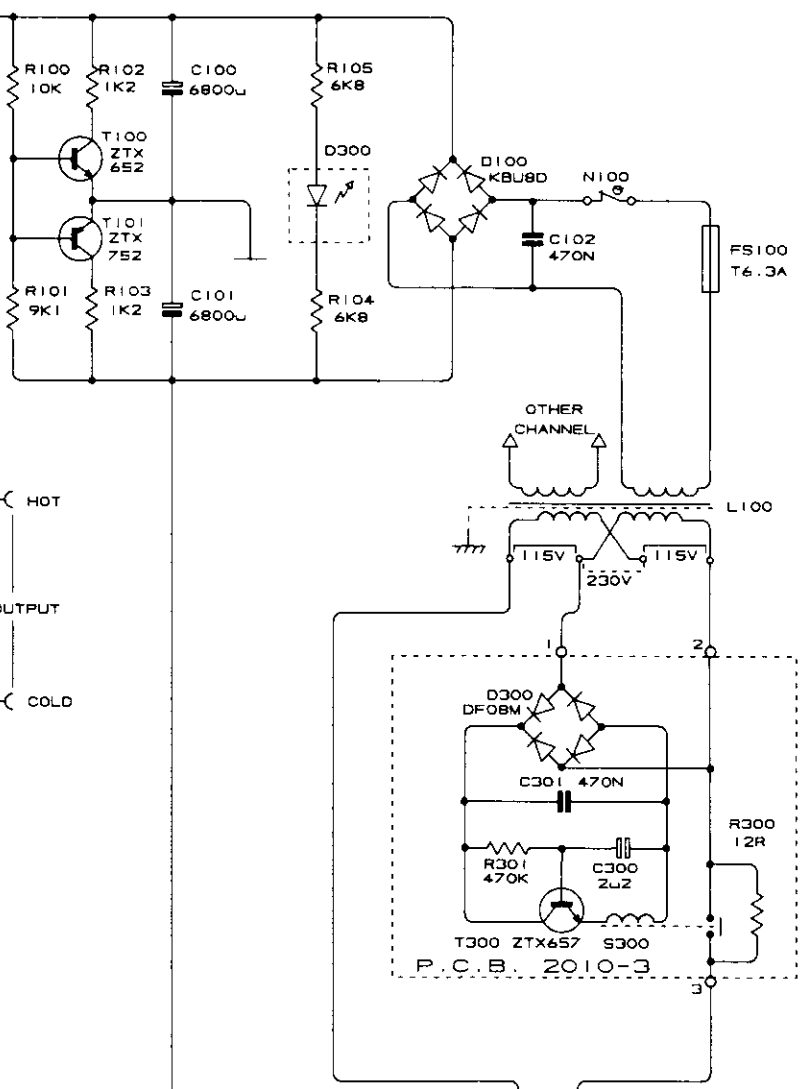 R100
10K
R102
1K2
C100
6800u
R105
6K8
T100
ZTX
652
D300
D100
KBU8D
N100
T101
ZTX
752
C102
470N
FS100
T6.3A
R101
9K1
R103
1K2
C101
6800u
R104
6K8
OTHER
CHANNEL
HOT
L100
115V
115V
230V
OUTPUT
1
2
COLD
D300
DF08M
C301 470N
R301
470K
C300
2u2
R300
12R
T300 ZTX657 S300
P.C.B. 2010-3
3